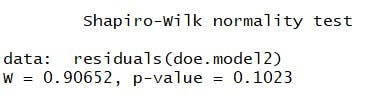 Shapiro-Wilk normality test
data: residuals(doe.model2)
W = 0.90652, p-value = 0.1023